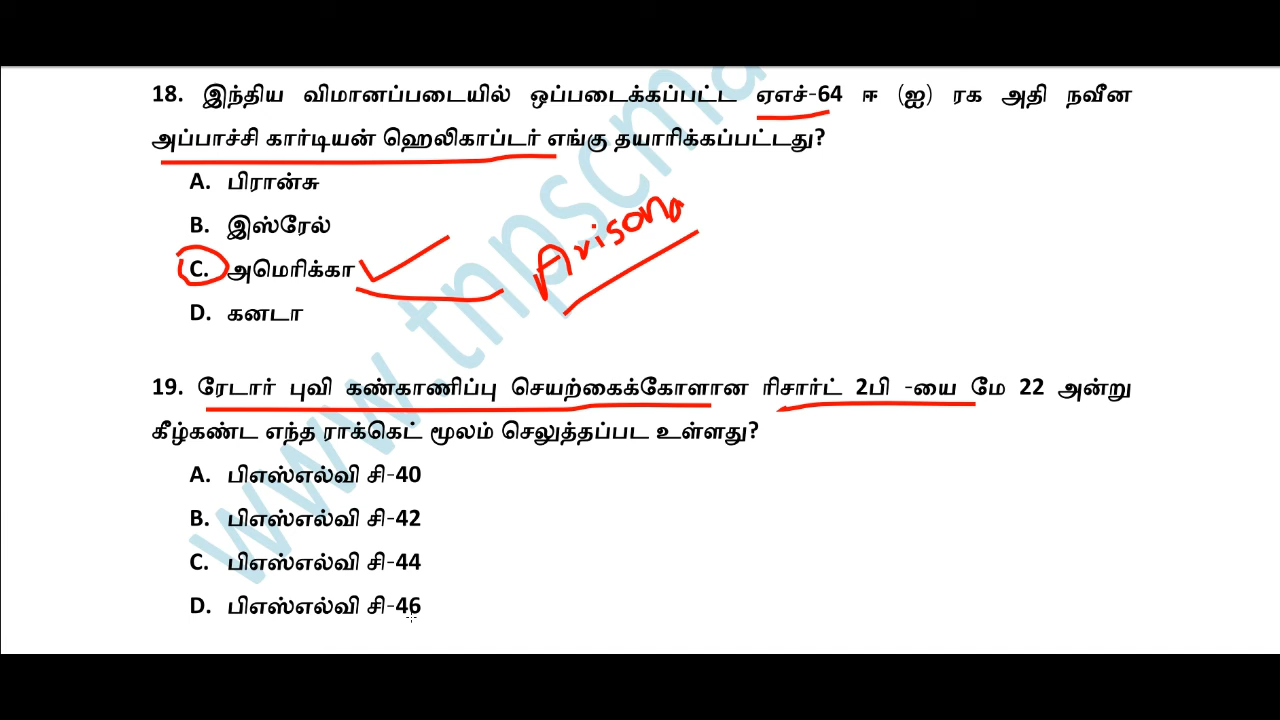 18. இந்திய விமானப்படையில் ஒப்படைக்கப்பட்ட ஏஎச்-64 ஈ (ஐ) ரக அதி நவீன
அப்பாச்சி கார்டியன் ஹெலிகாப்டர் எங்கு தயாரிக்கப்பட்டது?
A. பிரான்சு
B. இஸ்ரேல்
C. அமெரிக்கா
D. கனடா
Arisona
19. ரேடார் புவி கண்காணிப்பு செயற்கைக்கோளான ரிசார்ட் 2பி -யை மே 22 அன்று
கீழ்கண்ட எந்த ராக்கெட் மூலம் செலுத்தப்பட உள்ளது?
A. பிஎஸ்எல்வி சி-40
B. பிஎஸ்எல்வி சி-42
C. பிஎஸ்எல்வி சி-44
D. பிஎஸ்எல்வி சி-46
www.tnpscma